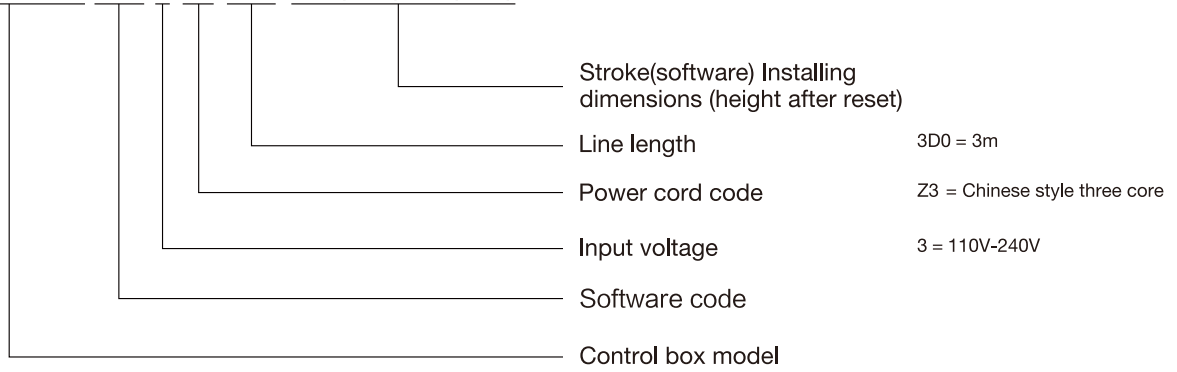 Stroke(software) Installing
dimensions (height after reset)
Line length 3D0 = 3m
Power cord code Z3 = Chinese style three core
Input voltage 3 = 110V-240V
Software code
Control box model